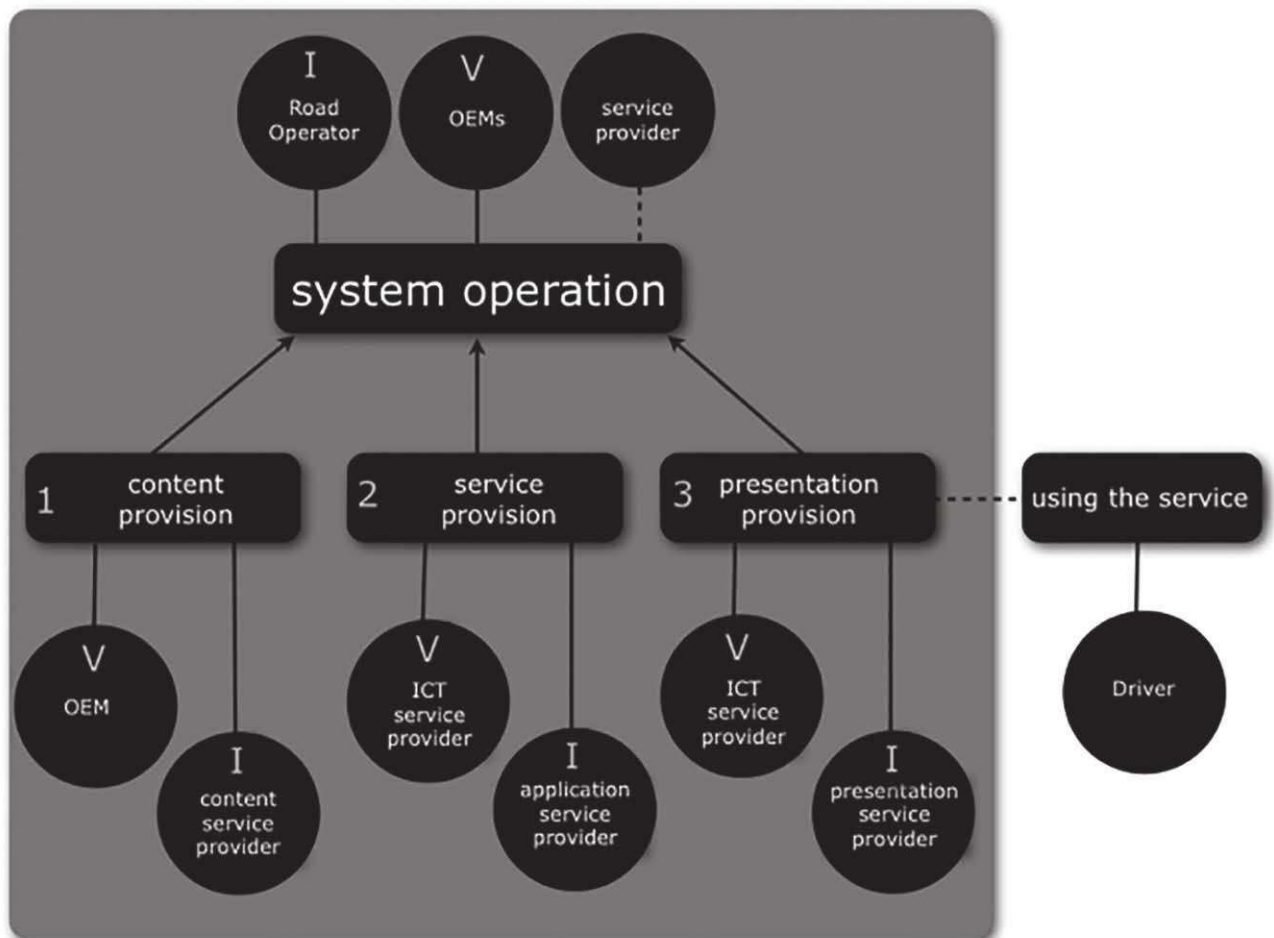 I
Road
Operator
V
OEMs
service
provider
system operation
1
content
provision
2
service
provision
3
presentation
provision
using the service
V
OEM
I
content
service
provider
V
ICT
service
provider
I
application
service
provider
V
ICT
service
provider
I
presentation
service
provider
Driver